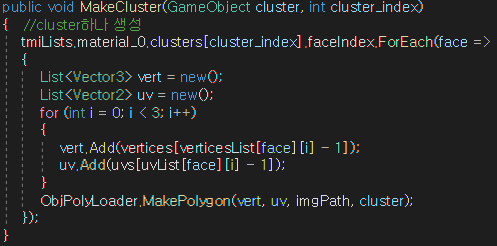 public void MakeCluster(GameObject cluster, int cluster_index)
{ //cluster하나 생성
tmiLists.material_0.clusters[cluster_index].faceIndex.ForEach(face =>
{
List<Vector3> vert = new();
List<Vector2> uv = new();
for (int i = 0; i < 3; i++)
{
vert.Add(vertices[verticesList[face][i] - 1]);
uv.Add(uvs[uvList[face][i] - 1]);
}
ObjPolyLoader.MakePolygon(vert, uv, imgPath, cluster);
});
}